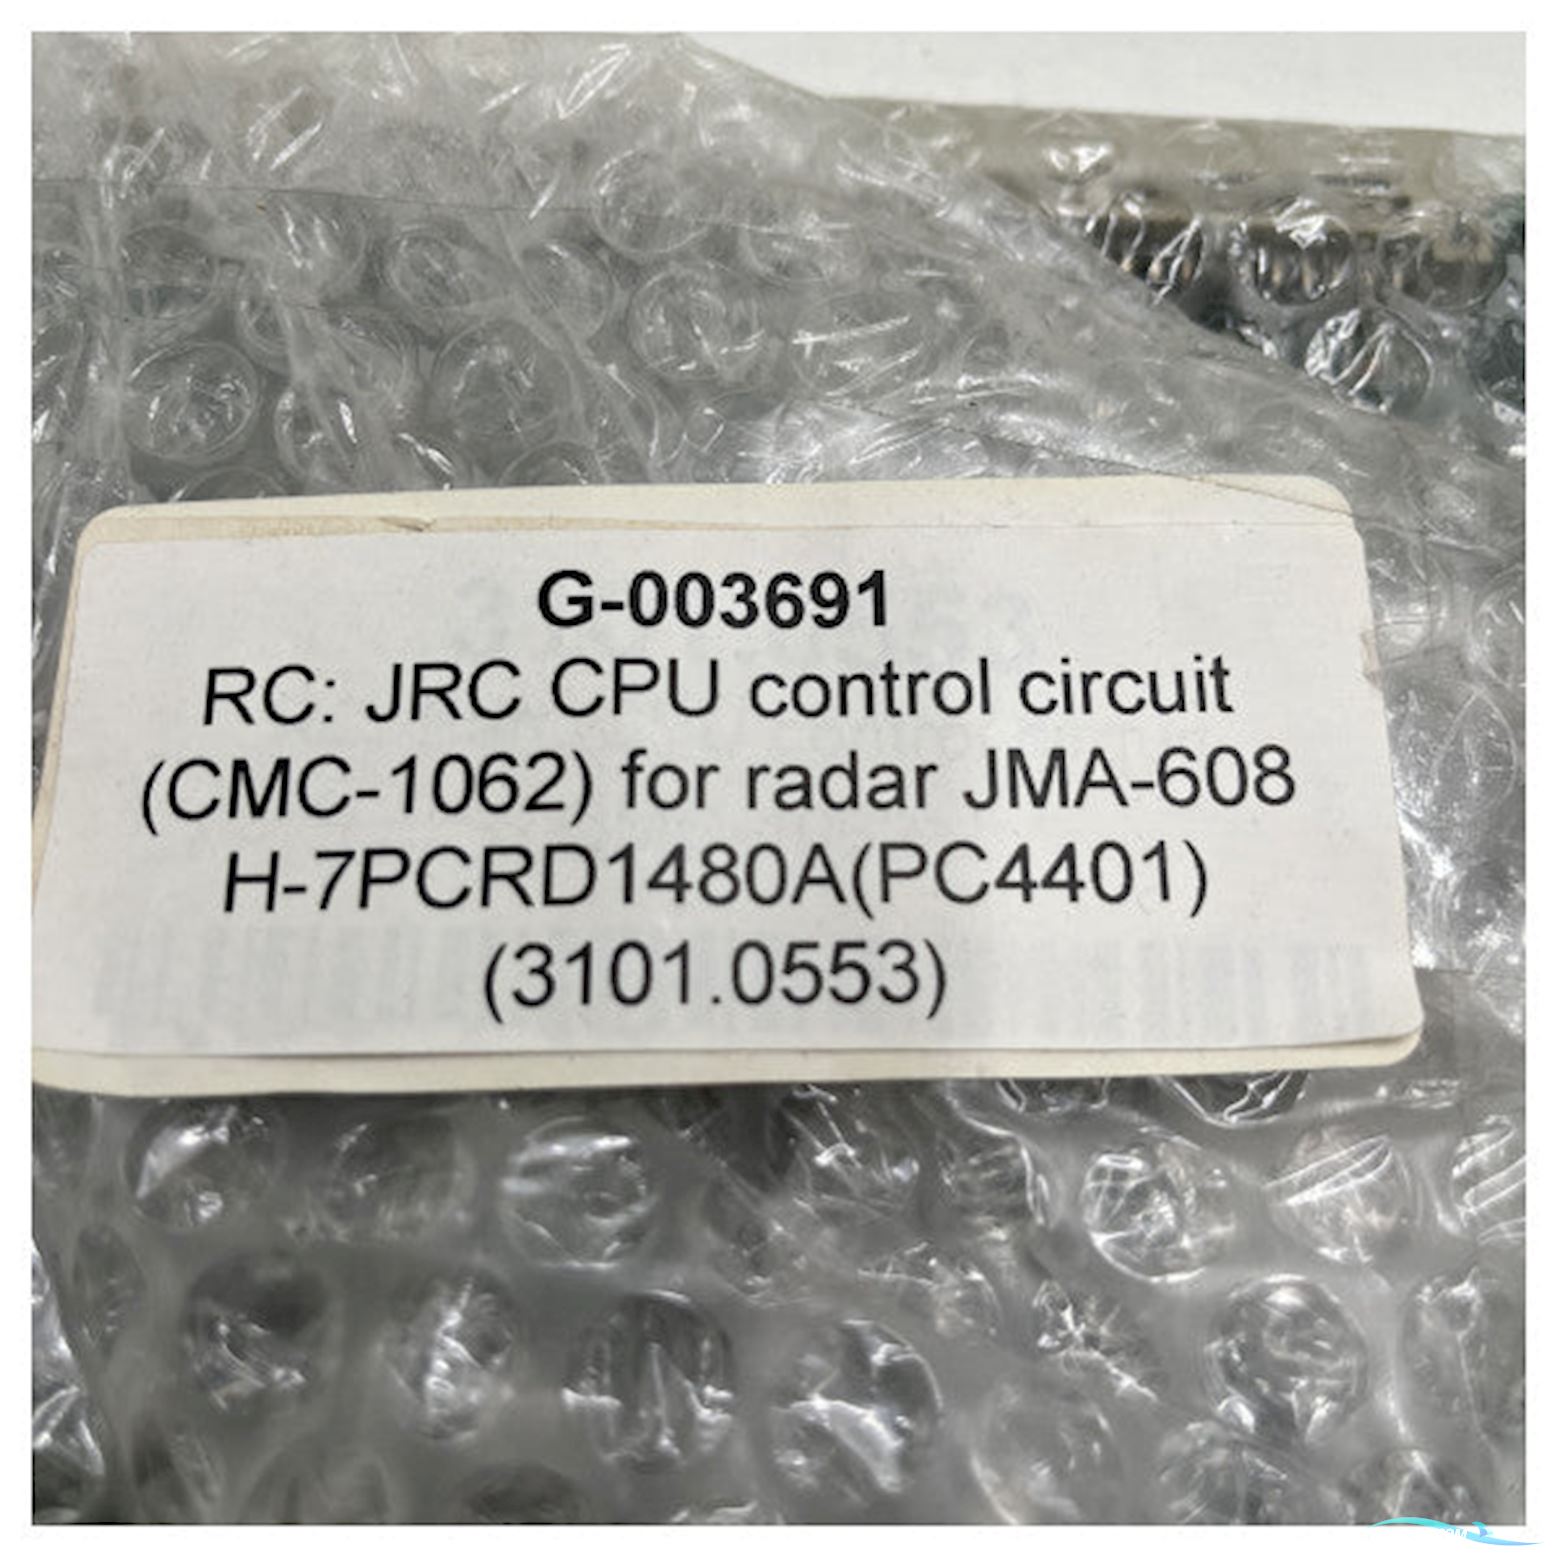 G-003691
RC: JRC CPU control circuit
(CMC-1062) for radar JMA-608
H-7PCRD1480A(PC4401)
(3101.0553)